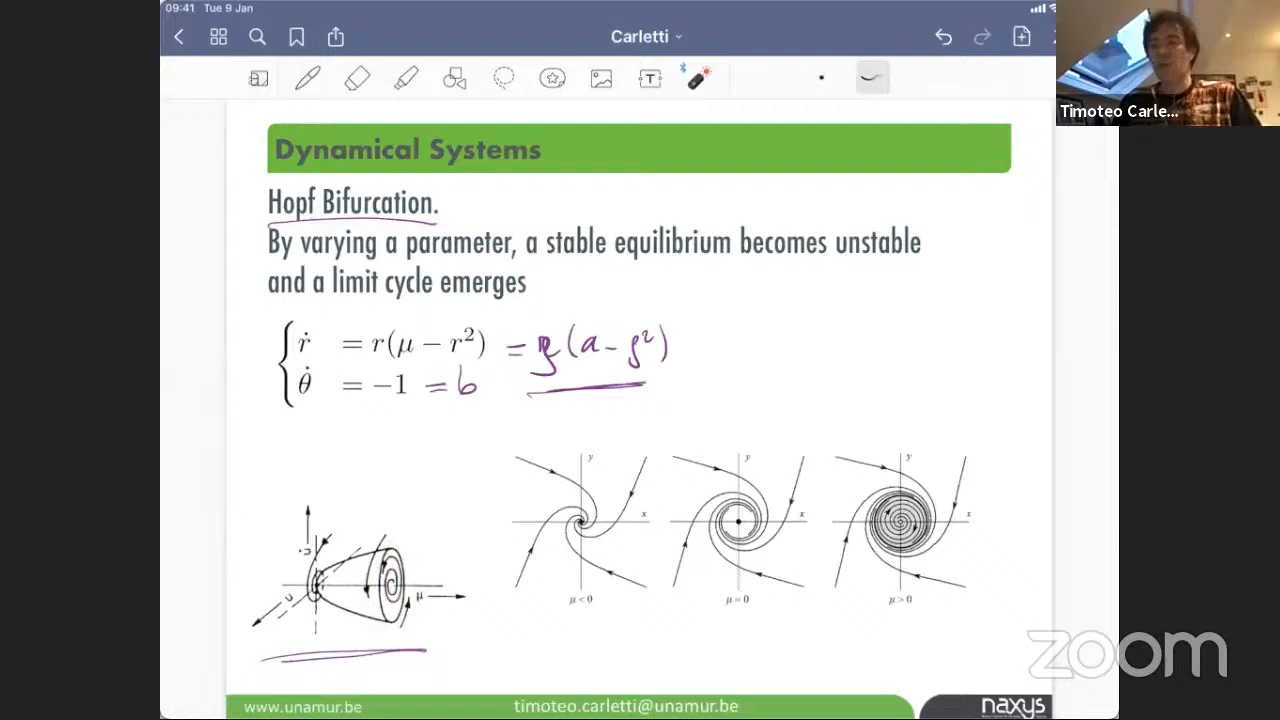 09:41 Tue 9 Jan
Carletti
Timoteo Carle...
Dynamical Systems
Hopf Bifurcation.
By varying a parameter, a stable equilibrium becomes unstable
and a limit cycle emerges
ṙ = r(μ − r²) = ρ(a − ρ²)
θ̇ = −1 = b
y y y
x x x
μ < 0 μ = 0 μ > 0
u̇
u
μ
zoom
www.unamur.be timoteo.carletti@unamur.be naxys